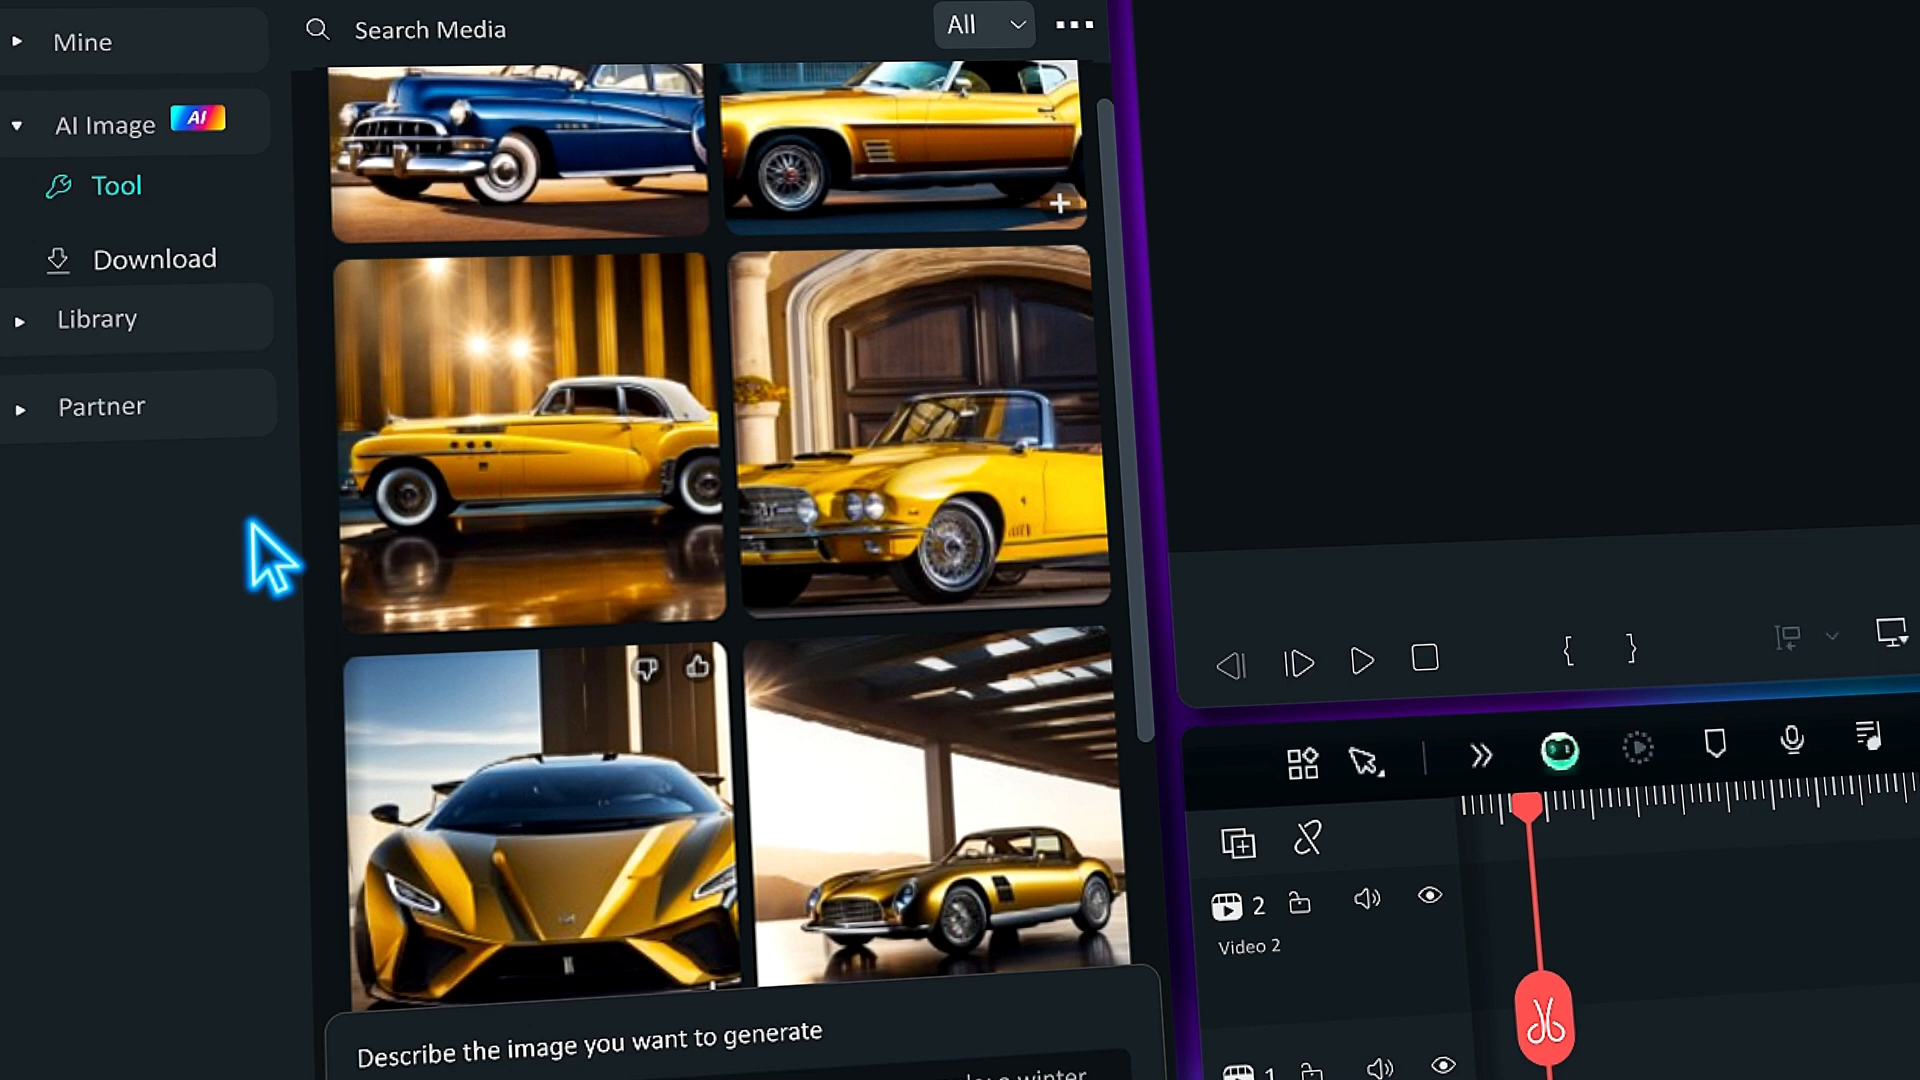 Mine
Search Media
All
AI Image AI
Tool
Download
Library
Partner
2
Video 2
Describe the image you want to generate
a winter
1